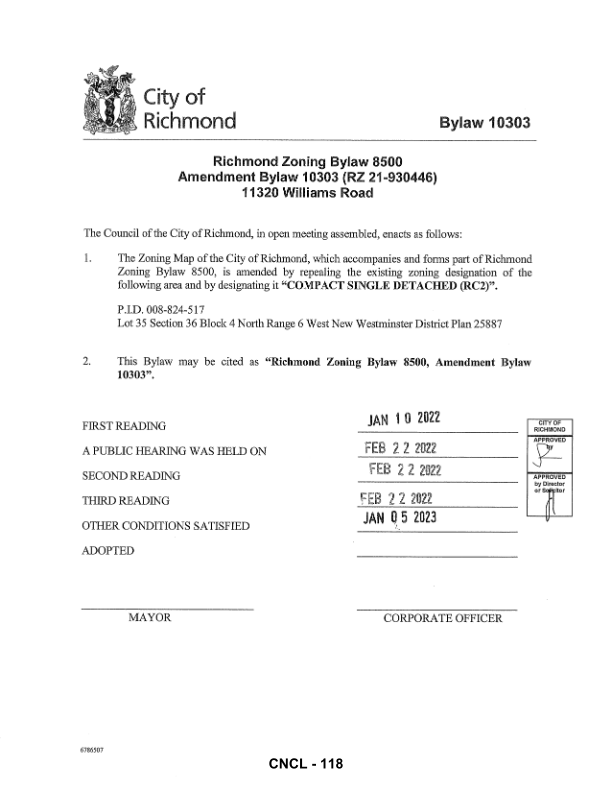 City of
Richmond
Bylaw 10303
Richmond Zoning Bylaw 8500
Amendment Bylaw 10303 (RZ 21-930446)
11320 Williams Road
The Council of the City of Richmond, in open meeting assembled, enacts as follows:
1. The Zoning Map of the City of Richmond, which accompanies and forms part of Richmond
Zoning Bylaw 8500, is amended by repealing the existing zoning designation of the
following area and by designating it “COMPACT SINGLE DETACHED (RC2)”.
P.I.D. 008-824-517
Lot 35 Section 36 Block 4 North Range 6 West New Westminster District Plan 25887
2. This Bylaw may be cited as “Richmond Zoning Bylaw 8500, Amendment Bylaw
10303”.
FIRST READING JAN 10 2022
A PUBLIC HEARING WAS HELD ON FEB 22 2022
SECOND READING FEB 22 2022
THIRD READING FEB 22 2022
OTHER CONDITIONS SATISFIED JAN 05 2023
ADOPTED
CITY OF
RICHMOND
APPROVED
by
APPROVED
by Director
or Solicitor
MAYOR CORPORATE OFFICER
6786507
CNCL - 118